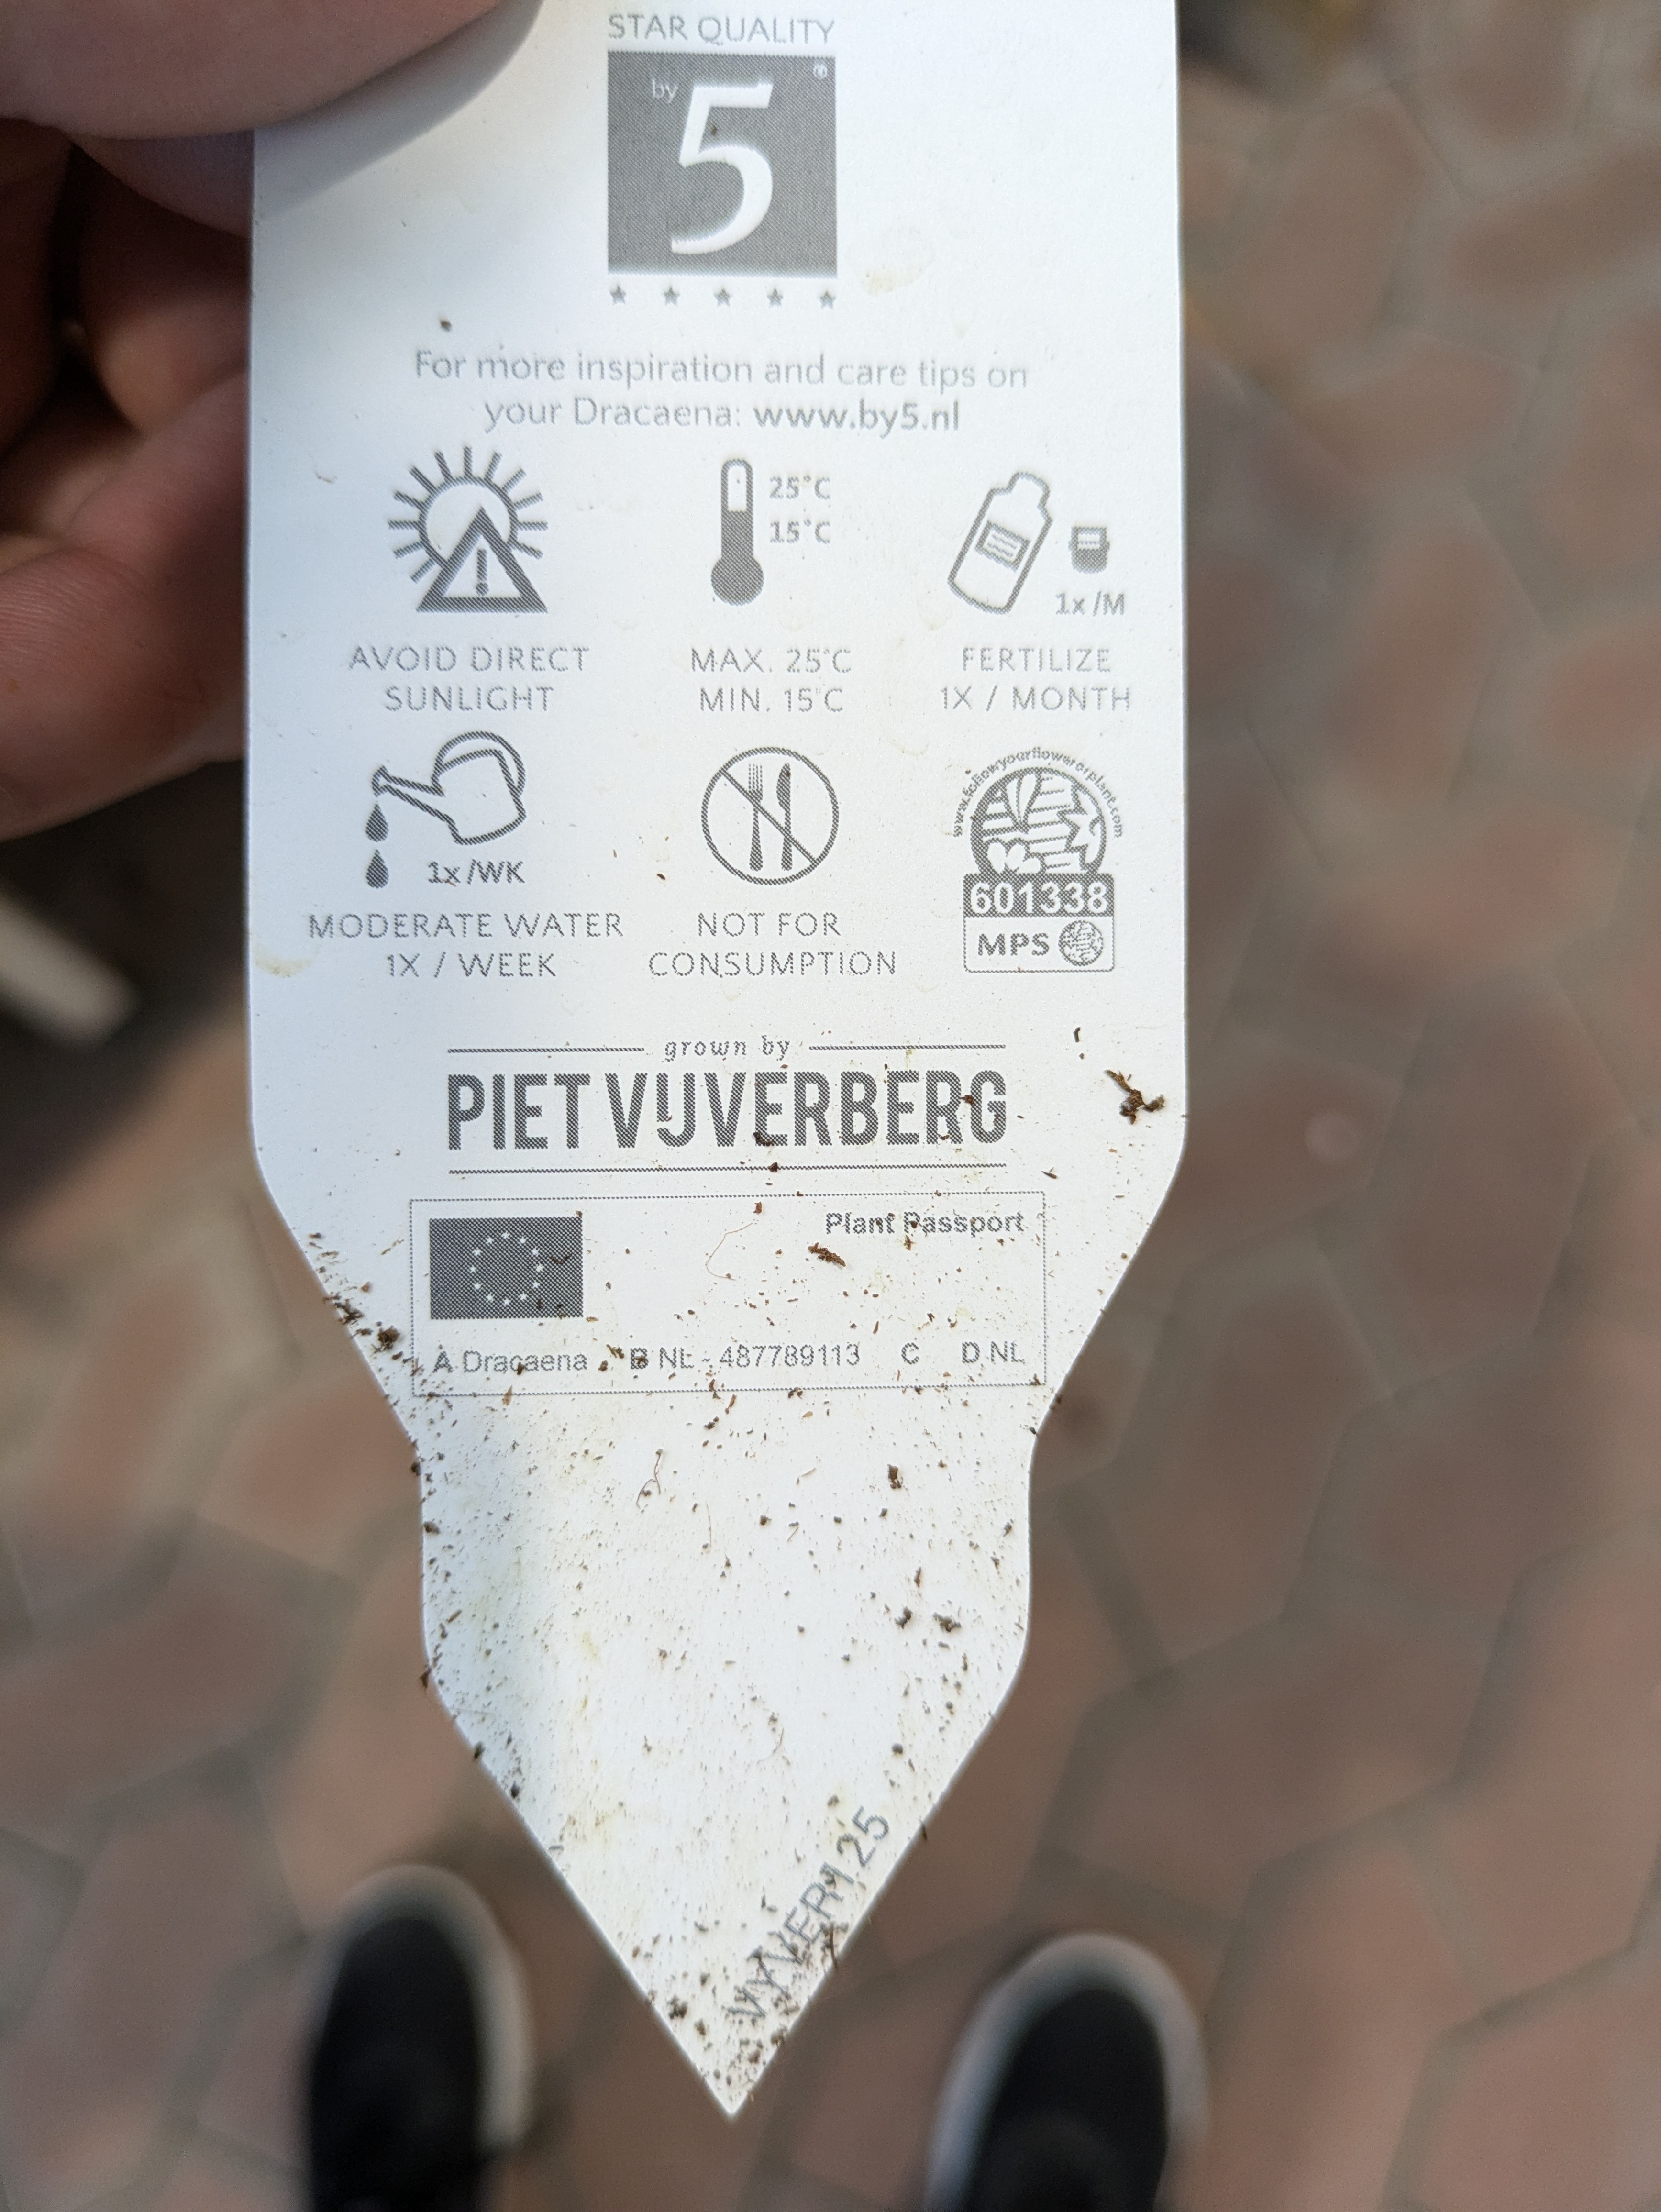 STAR QUALITY
by 5 ®
For more inspiration and care tips on
your Dracaena: www.by5.nl
25°C
15°C
1x /M
AVOID DIRECT
SUNLIGHT
MAX. 25°C
MIN. 15°C
FERTILIZE
1X / MONTH
1x /WK
MODERATE WATER
1X / WEEK
NOT FOR
CONSUMPTION
www.followyourflowerorplant.com
601338
MPS
grown by
PIET VIJVERBERG
Plant Passport
A Dracaena B NL - 487789113 C D NL
VYVER125